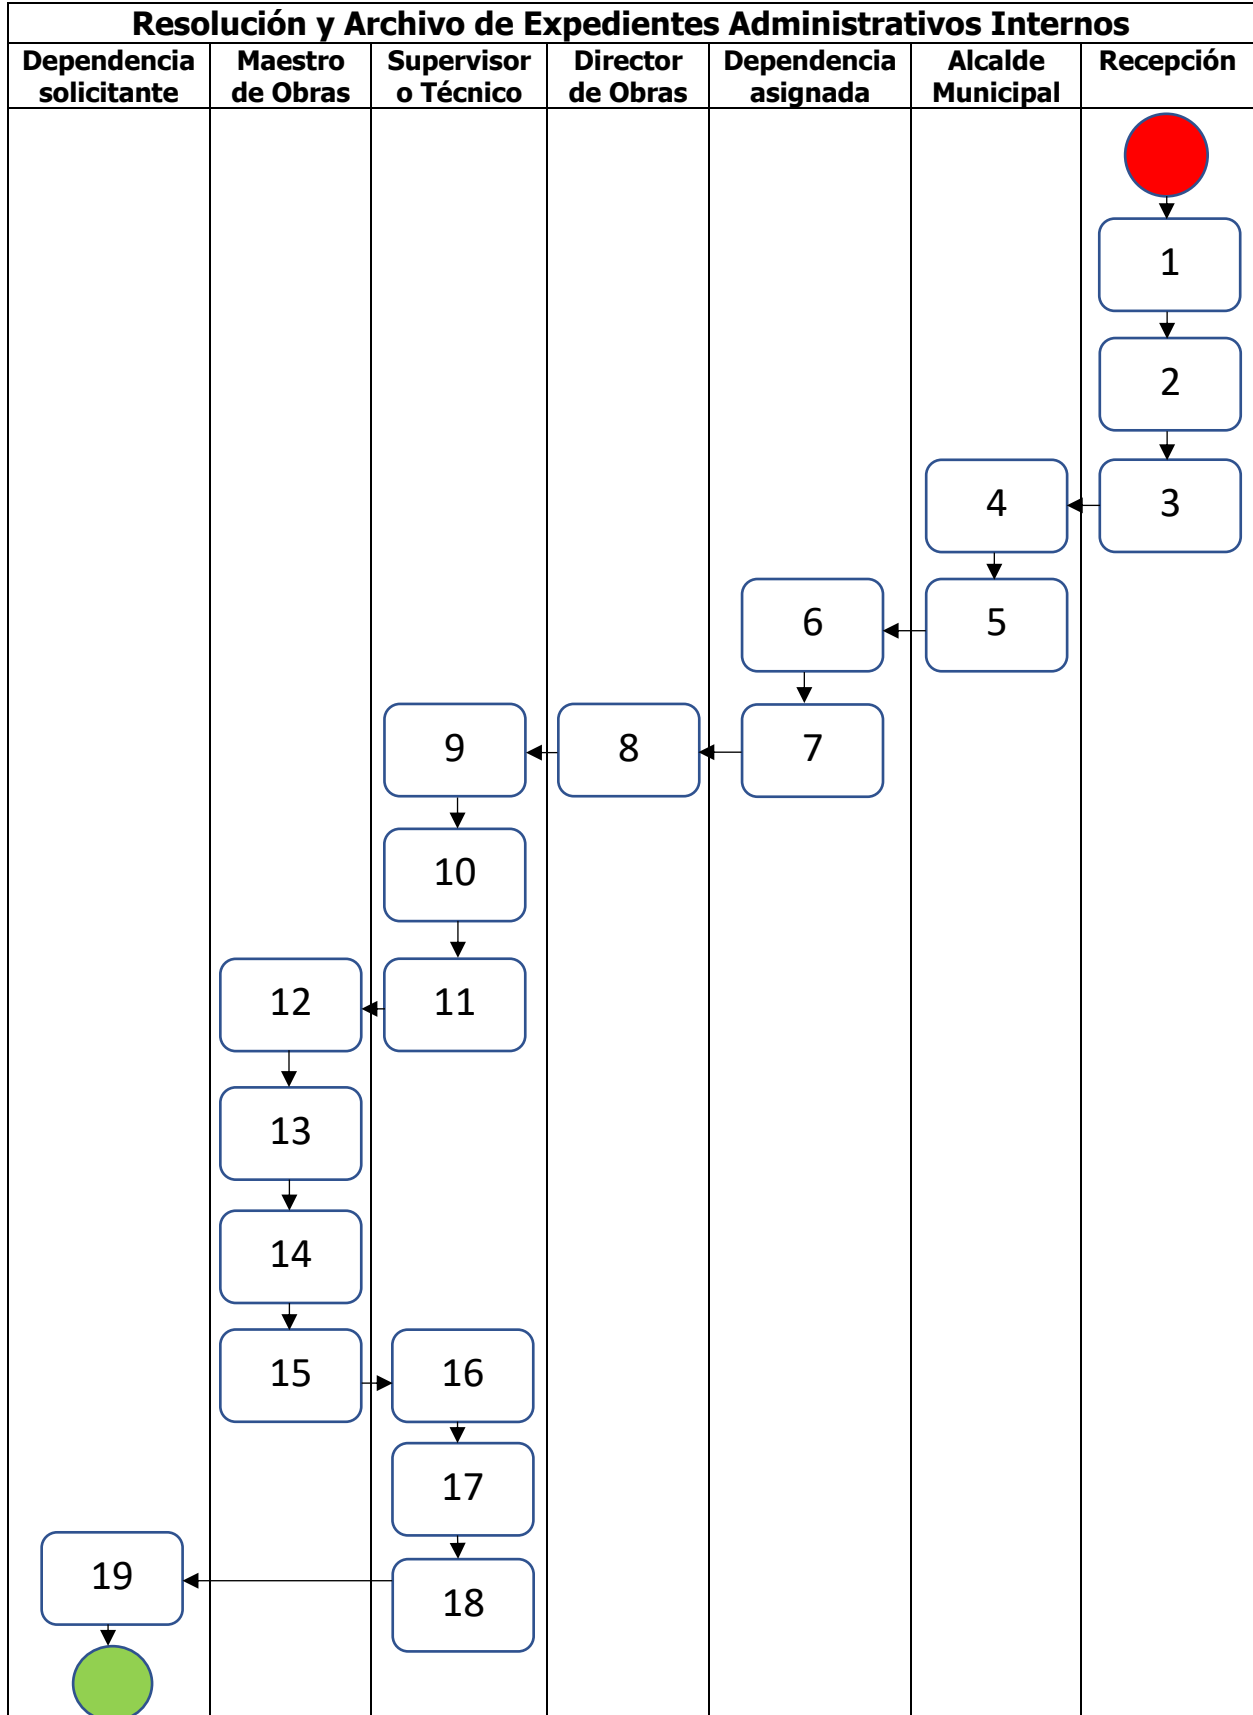 Resolución y Archivo de Expedientes Administrativos Internos
Dependencia solicitante
Maestro de Obras
Supervisor o Técnico
Director de Obras
Dependencia asignada
Alcalde Municipal
Recepción
1
2
3
4
5
6
7
8
9
10
11
12
13
14
15
16
17
18
19